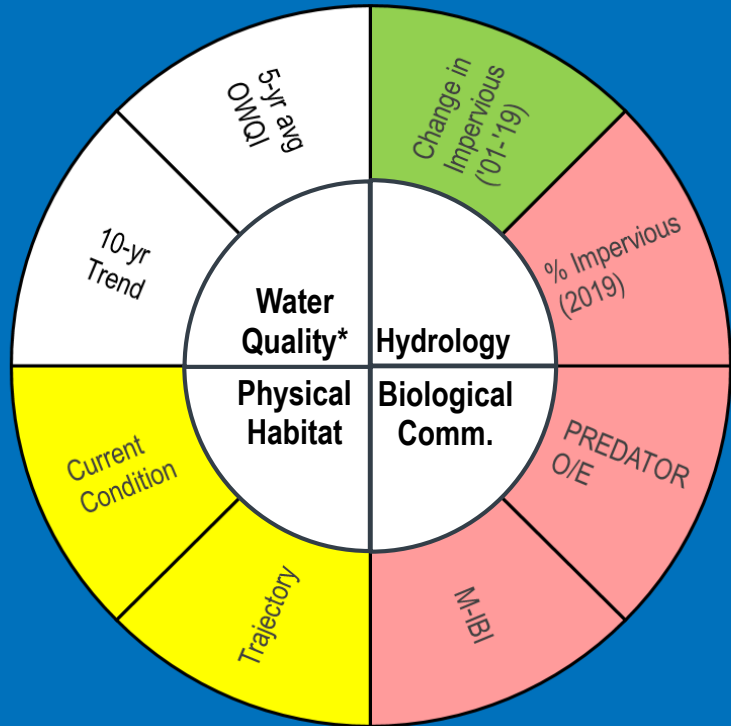 5-yr avg
OWQI
Change in
Impervious
('01-'19)
10-yr
Trend
% Impervious
(2019)
Water
Quality*
Hydrology
Physical
Habitat
Biological
Comm.
Current
Condition
PREDATOR
O/E
Trajectory
M-IBI